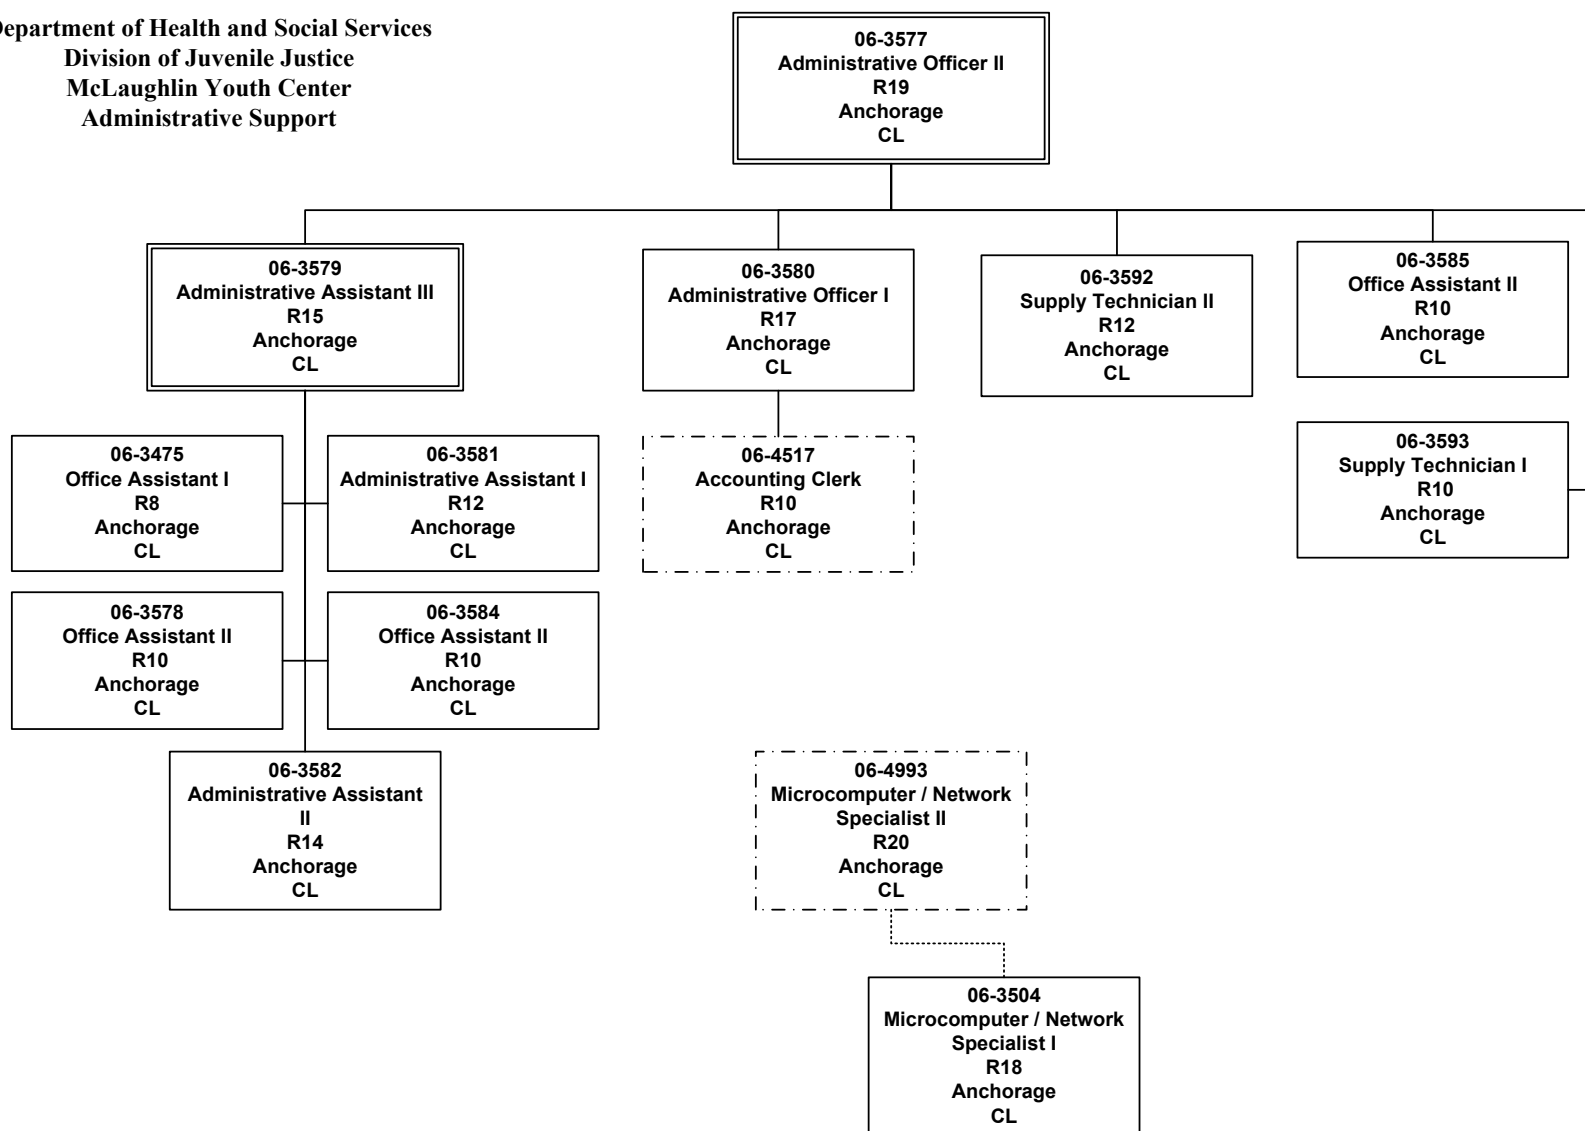 Department of Health and Social Services
Division of Juvenile Justice
McLaughlin Youth Center
Administrative Support
06-3577
Administrative Officer II
R19
Anchorage
CL
06-3579
Administrative Assistant III
R15
Anchorage
CL
06-3580
Administrative Officer I
R17
Anchorage
CL
06-3592
Supply Technician II
R12
Anchorage
CL
06-3585
Office Assistant II
R10
Anchorage
CL
06-3475
Office Assistant I
R8
Anchorage
CL
06-3581
Administrative Assistant I
R12
Anchorage
CL
06-4517
Accounting Clerk
R10
Anchorage
CL
06-3593
Supply Technician I
R10
Anchorage
CL
06-3578
Office Assistant II
R10
Anchorage
CL
06-3584
Office Assistant II
R10
Anchorage
CL
06-3582
Administrative Assistant
II
R14
Anchorage
CL
06-4993
Microcomputer / Network
Specialist II
R20
Anchorage
CL
06-3504
Microcomputer / Network
Specialist I
R18
Anchorage
CL